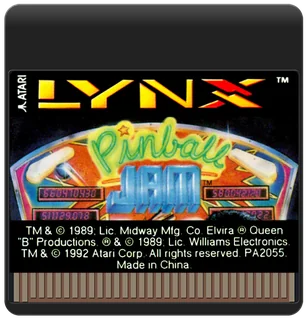 ATARI
LYNX™
Pinball
JAM
TM & © 1989, Lic. Midway Mfg. Co. Elvira ® Queen
"B" Productions. ® & © 1989, Lic. Williams Electronics.
TM & © 1992 Atari Corp. All rights reserved. PA2055.
Made in China.